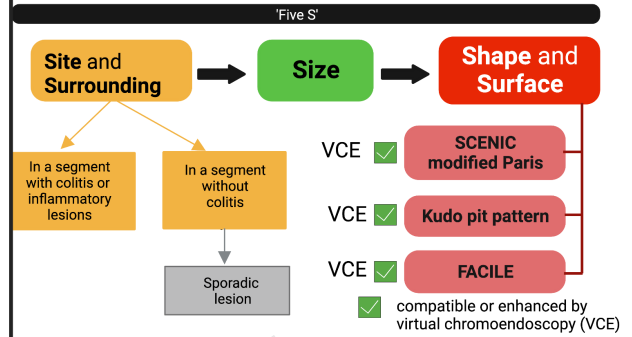 'Five S'
Site and
Surrounding
Size
Shape and
Surface
In a segment
with colitis or
inflammatory
lesions
In a segment
without
colitis
Sporadic
lesion
VCE
SCENIC
modified Paris
VCE
Kudo pit pattern
VCE
FACILE
compatible or enhanced by
virtual chromoendoscopy (VCE)